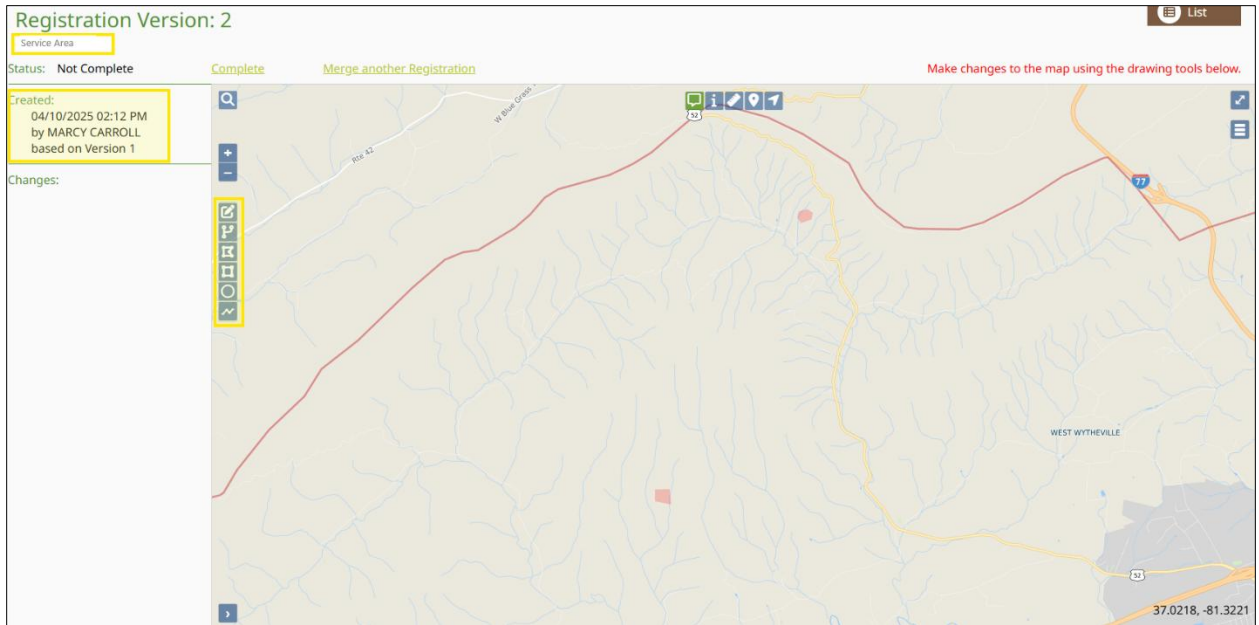 Registration Version: 2
List
Service Area
Status: Not Complete
Complete
Merge another Registration
Make changes to the map using the drawing tools below.
Created:
04/10/2025 02:12 PM
by MARCY CARROLL
based on Version 1
Changes:
W Blue Grass
52
Rte 42
77
WEST WYTHEVILLE
52
37.0218, -81.3221